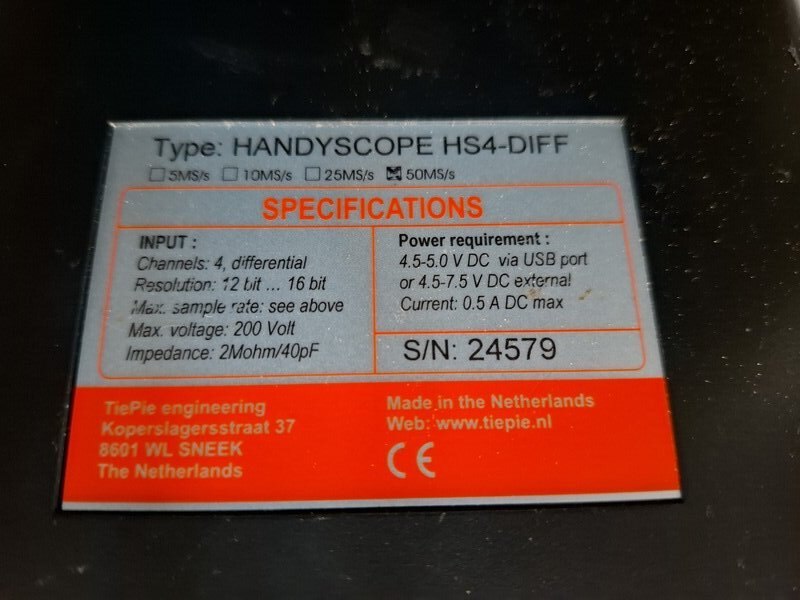 Type: HANDYSCOPE HS4-DIFF
☐ 5MS/s ☐ 10MS/s ☐ 25MS/s ☒ 50MS/s
SPECIFICATIONS
INPUT :
Channels: 4, differential
Resolution: 12 bit ... 16 bit
Max. sample rate: see above
Max. voltage: 200 Volt
Impedance: 2Mohm/40pF
Power requirement :
4.5-5.0 V DC via USB port
or 4.5-7.5 V DC external
Current: 0.5 A DC max
S/N: 24579
TiePie engineering
Koperslagersstraat 37
8601 WL SNEEK
The Netherlands
Made in the Netherlands
Web: www.tiepie.nl
CE